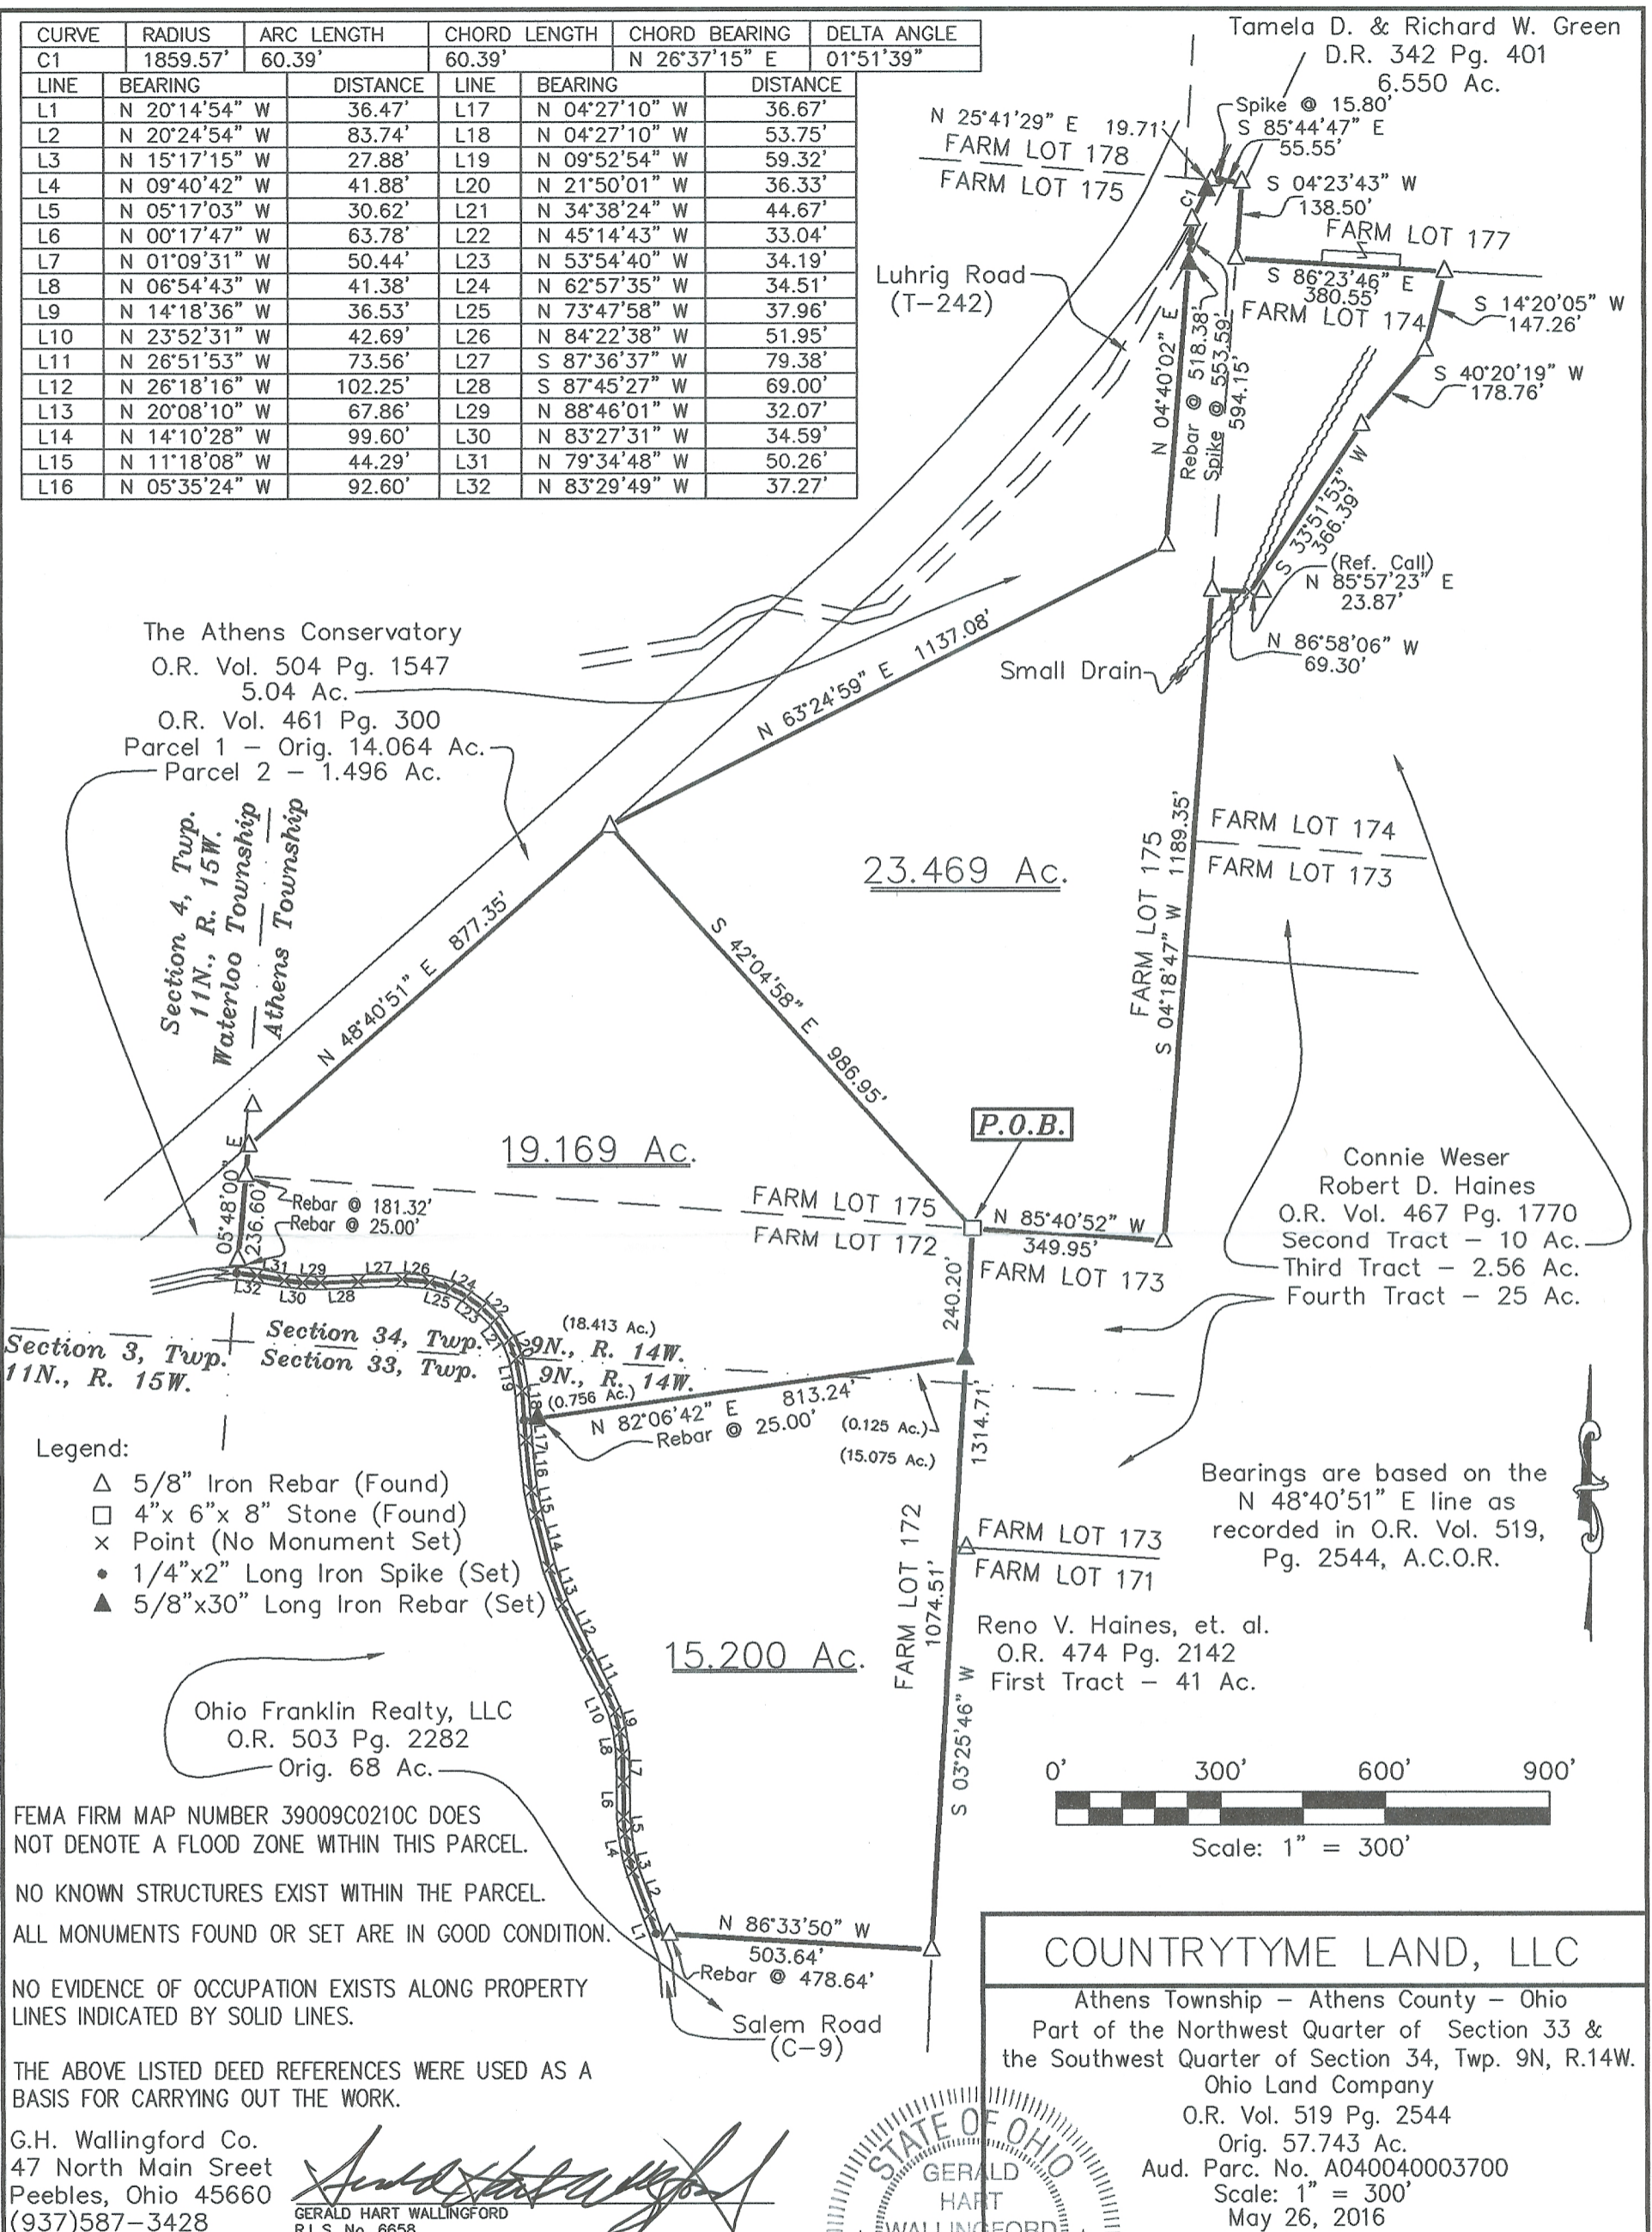 CURVE RADIUS ARC LENGTH CHORD LENGTH CHORD BEARING DELTA ANGLE
C1 1859.57' 60.39' 60.39' N 26°37'15" E 01°51'39"
LINE BEARING DISTANCE LINE BEARING DISTANCE
L1 N 20°14'54" W 36.47' L17 N 04°27'10" W 36.67'
L2 N 20°24'54" W 83.74' L18 N 04°27'10" W 53.75'
L3 N 15°17'15" W 27.88' L19 N 09°52'54" W 59.32'
L4 N 09°40'42" W 41.88' L20 N 21°50'01" W 36.33'
L5 N 05°17'03" W 30.62' L21 N 34°38'24" W 44.67'
L6 N 00°17'47" W 63.78' L22 N 45°14'43" W 33.04'
L7 N 01°09'31" W 50.44' L23 N 53°54'40" W 34.19'
L8 N 06°54'43" W 41.38' L24 N 62°57'35" W 34.51'
L9 N 14°18'36" W 36.53' L25 N 73°47'58" W 37.96'
L10 N 23°52'31" W 42.69' L26 N 84°22'38" W 51.95'
L11 N 26°51'53" W 73.56' L27 S 87°36'37" W 79.38'
L12 N 26°18'16" W 102.25' L28 S 87°45'27" W 69.00'
L13 N 20°08'10" W 67.86' L29 N 88°46'01" W 32.07'
L14 N 14°10'28" W 99.60' L30 N 83°27'31" W 34.59'
L15 N 11°18'08" W 44.29' L31 N 79°34'48" W 50.26'
L16 N 05°35'24" W 92.60' L32 N 83°29'49" W 37.27'
Tamela D. & Richard W. Green
D.R. 342 Pg. 401
6.550 Ac.
Spike @ 15.80'
N 25°41'29" E 19.71'
S 85°44'47" E
55.55'
FARM LOT 178
FARM LOT 175
C1
S 04°23'43" W
138.50'
FARM LOT 177
S 86°23'46" E
380.55'
FARM LOT 174
S 14°20'05" W
147.26'
Luhrig Road
(T-242)
S 40°20'19" W
178.76'
N 04°40'02" E
Rebar @ 518.38'
Spike @ 553.59'
594.15'
S 33°51'53" W
366.39'
(Ref. Call)
N 85°57'23" E
23.87'
N 86°58'06" W
69.30'
Small Drain
The Athens Conservatory
O.R. Vol. 504 Pg. 1547
5.04 Ac.
O.R. Vol. 461 Pg. 300
Parcel 1 - Orig. 14.064 Ac.
Parcel 2 - 1.496 Ac.
N 63°24'59" E 1137.08'
Section 4, Twp.
11N., R. 15W.
Waterloo Township
Athens Township
N 48°40'51" E 877.35'
S 42°04'58" E 986.95'
23.469 Ac.
FARM LOT 175
S 04°18'47" W 1189.35'
FARM LOT 174
FARM LOT 173
P.O.B.
19.169 Ac.
05°48'00" E
236.60'
Rebar @ 181.32'
Rebar @ 25.00'
FARM LOT 175
FARM LOT 172
N 85°40'52" W
349.95'
FARM LOT 173
240.20'
Connie Weser
Robert D. Haines
O.R. Vol. 467 Pg. 1770
Second Tract - 10 Ac.
Third Tract - 2.56 Ac.
Fourth Tract - 25 Ac.
L32 L31 L30 L29 L28 L27 L26 L25 L24 L23 L22 L21 L20 L19 L18
Section 3, Twp.
11N., R. 15W.
Section 34, Twp. 9N., R. 14W.
Section 33, Twp. 9N., R. 14W.
(18.413 Ac.)
(0.756 Ac.)
N 82°06'42" E 813.24'
Rebar @ 25.00'
(0.125 Ac.)
(15.075 Ac.)
1314.71'
Legend:
5/8" Iron Rebar (Found)
4"x 6"x 8" Stone (Found)
Point (No Monument Set)
1/4"x2" Long Iron Spike (Set)
5/8"x30" Long Iron Rebar (Set)
L17 L16 L15 L14 L13 L12 L11 L10 L9 L8 L7 L6 L5 L4 L3 L2 L1
Bearings are based on the
N 48°40'51" E line as
recorded in O.R. Vol. 519,
Pg. 2544, A.C.O.R.
FARM LOT 172
1074.51'
FARM LOT 173
FARM LOT 171
S 03°25'46" W
Reno V. Haines, et. al.
O.R. 474 Pg. 2142
First Tract - 41 Ac.
15.200 Ac.
Ohio Franklin Realty, LLC
O.R. 503 Pg. 2282
Orig. 68 Ac.
0' 300' 600' 900'
Scale: 1" = 300'
FEMA FIRM MAP NUMBER 39009C0210C DOES
NOT DENOTE A FLOOD ZONE WITHIN THIS PARCEL.
NO KNOWN STRUCTURES EXIST WITHIN THE PARCEL.
ALL MONUMENTS FOUND OR SET ARE IN GOOD CONDITION.
NO EVIDENCE OF OCCUPATION EXISTS ALONG PROPERTY
LINES INDICATED BY SOLID LINES.
THE ABOVE LISTED DEED REFERENCES WERE USED AS A
BASIS FOR CARRYING OUT THE WORK.
N 86°33'50" W
503.64'
Rebar @ 478.64'
Salem Road
(C-9)
G.H. Wallingford Co.
47 North Main Sreet
Peebles, Ohio 45660
(937)587-3428
GERALD HART WALLINGFORD
R.L.S. No. 6658
STATE OF OHIO
GERALD
HART
WALLINGFORD
COUNTRYTYME LAND, LLC
Athens Township - Athens County - Ohio
Part of the Northwest Quarter of Section 33 &
the Southwest Quarter of Section 34, Twp. 9N, R.14W.
Ohio Land Company
O.R. Vol. 519 Pg. 2544
Orig. 57.743 Ac.
Aud. Parc. No. A040040003700
Scale: 1" = 300'
May 26, 2016